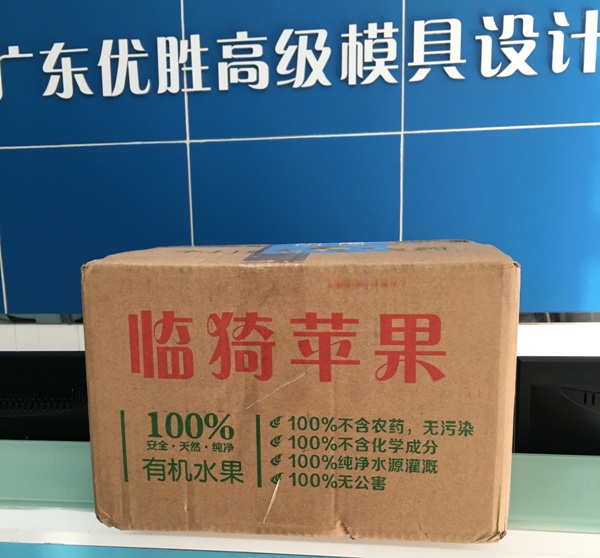 广东优胜高级模具设计
临猗苹果
100%
安全·天然·纯净
有机水果
100%不含农药，无污染
100%不含化学成分
100%纯净水源灌溉
100%无公害